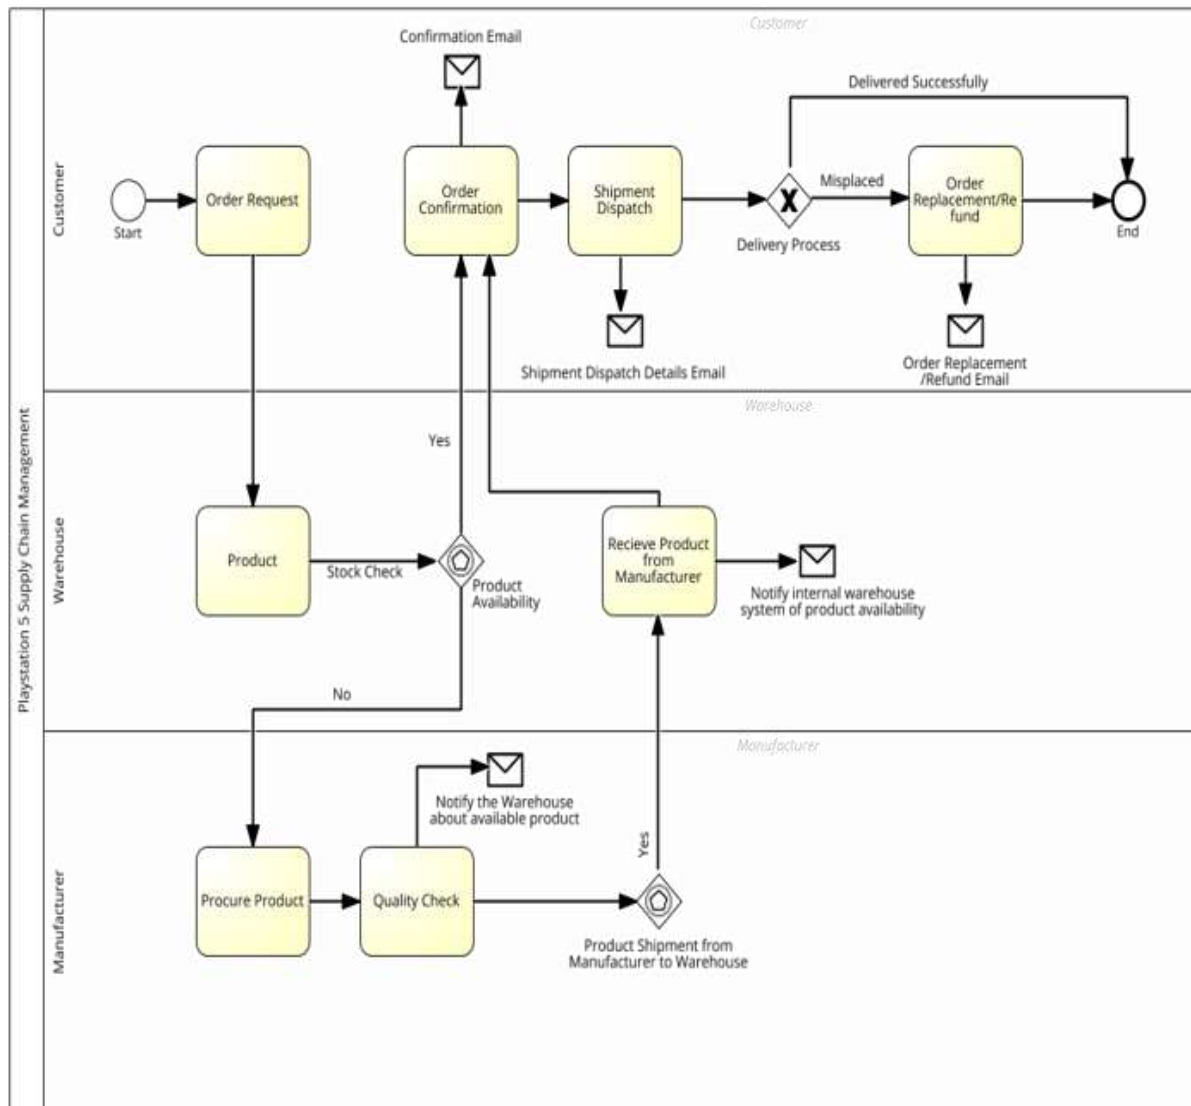 Playstation 5 Supply Chain Management
Customer
Customer
Confirmation Email
Delivered Successfully
Start
Order Request
Order
Confirmation
Shipment
Dispatch
Delivery Process
Misplaced
Order
Replacement/Re
fund
End
Shipment Dispatch Details Email
Order Replacement
/Refund Email
Warehouse
Warehouse
Yes
Product
Stock Check
Product
Availability
Recieve Product
from
Manufacturer
Notify internal warehouse
system of product availability
No
Manufacturer
Manufacturer
Notify the Warehouse
about available product
Procure Product
Quality Check
Yes
Product Shipment from
Manufacturer to Warehouse